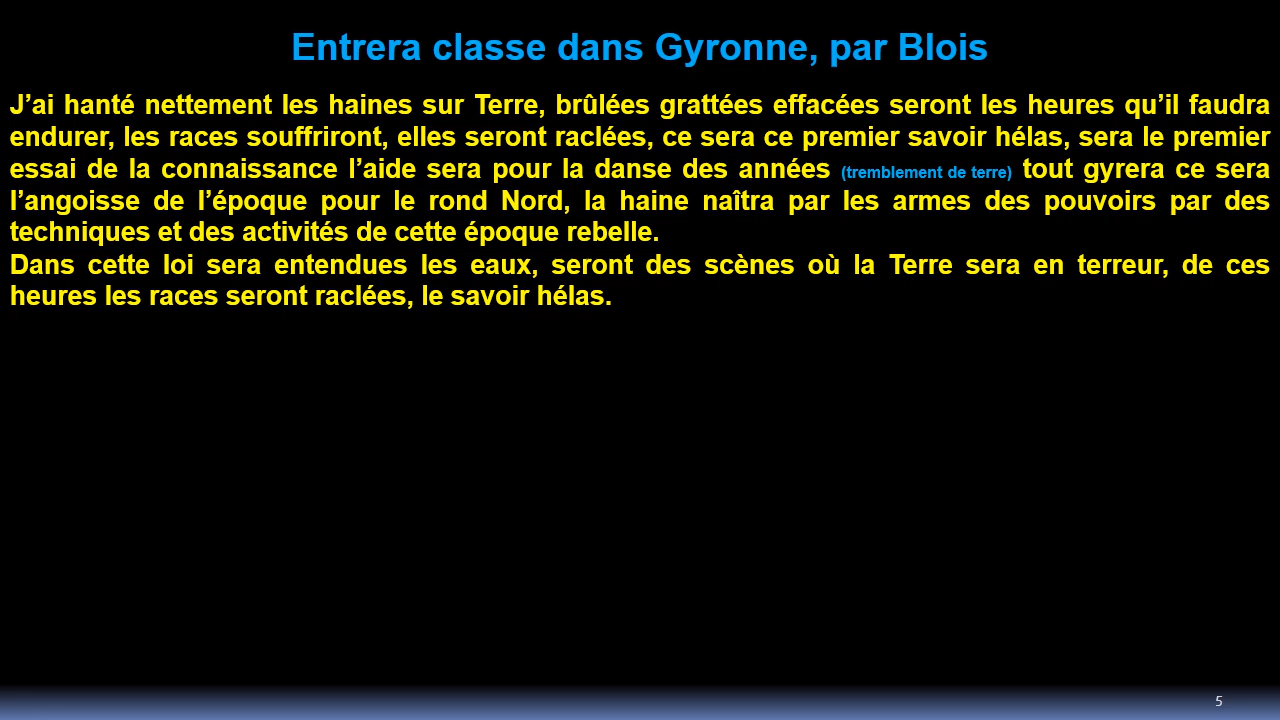 Entrera classe dans Gyronne, par Blois
J’ai hanté nettement les haines sur Terre, brûlées grattées effacées seront les heures qu’il faudra
endurer, les races souffriront, elles seront raclées, ce sera ce premier savoir hélas, sera le premier
essai de la connaissance l’aide sera pour la danse des années (tremblement de terre) tout gyrera ce sera
l’angoisse de l’époque pour le rond Nord, la haine naîtra par les armes des pouvoirs par des
techniques et des activités de cette époque rebelle.
Dans cette loi sera entendues les eaux, seront des scènes où la Terre sera en terreur, de ces
heures les races seront raclées, le savoir hélas.
5